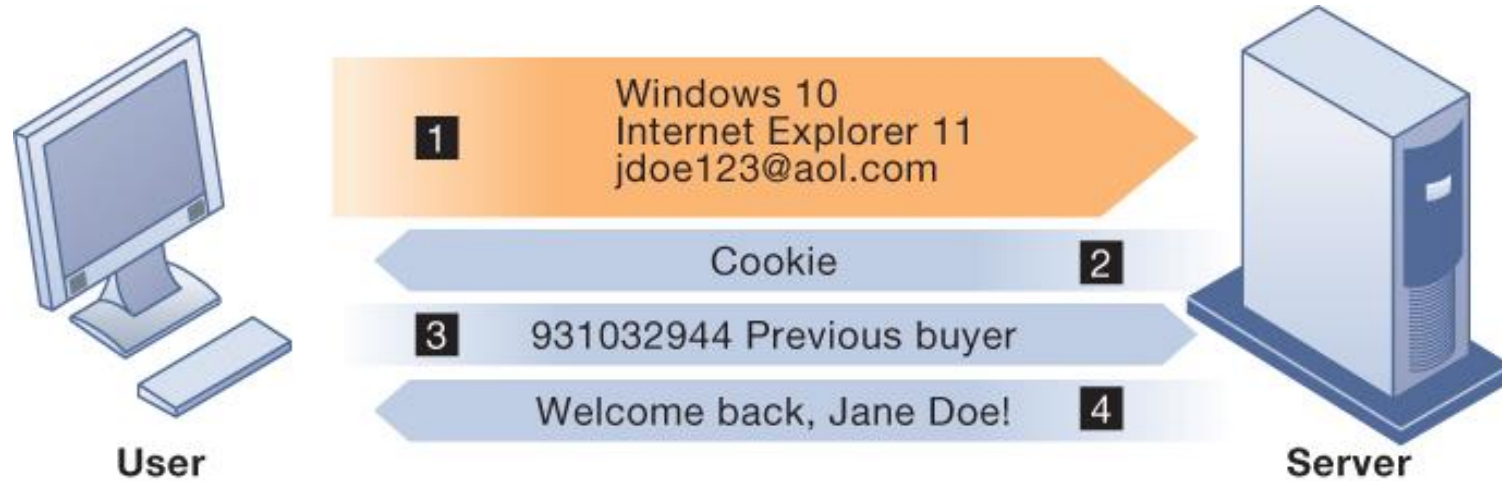 1
Windows 10
Internet Explorer 11
jdoe123@aol.com
Cookie 2
3 931032944 Previous buyer
Welcome back, Jane Doe! 4
User
Server